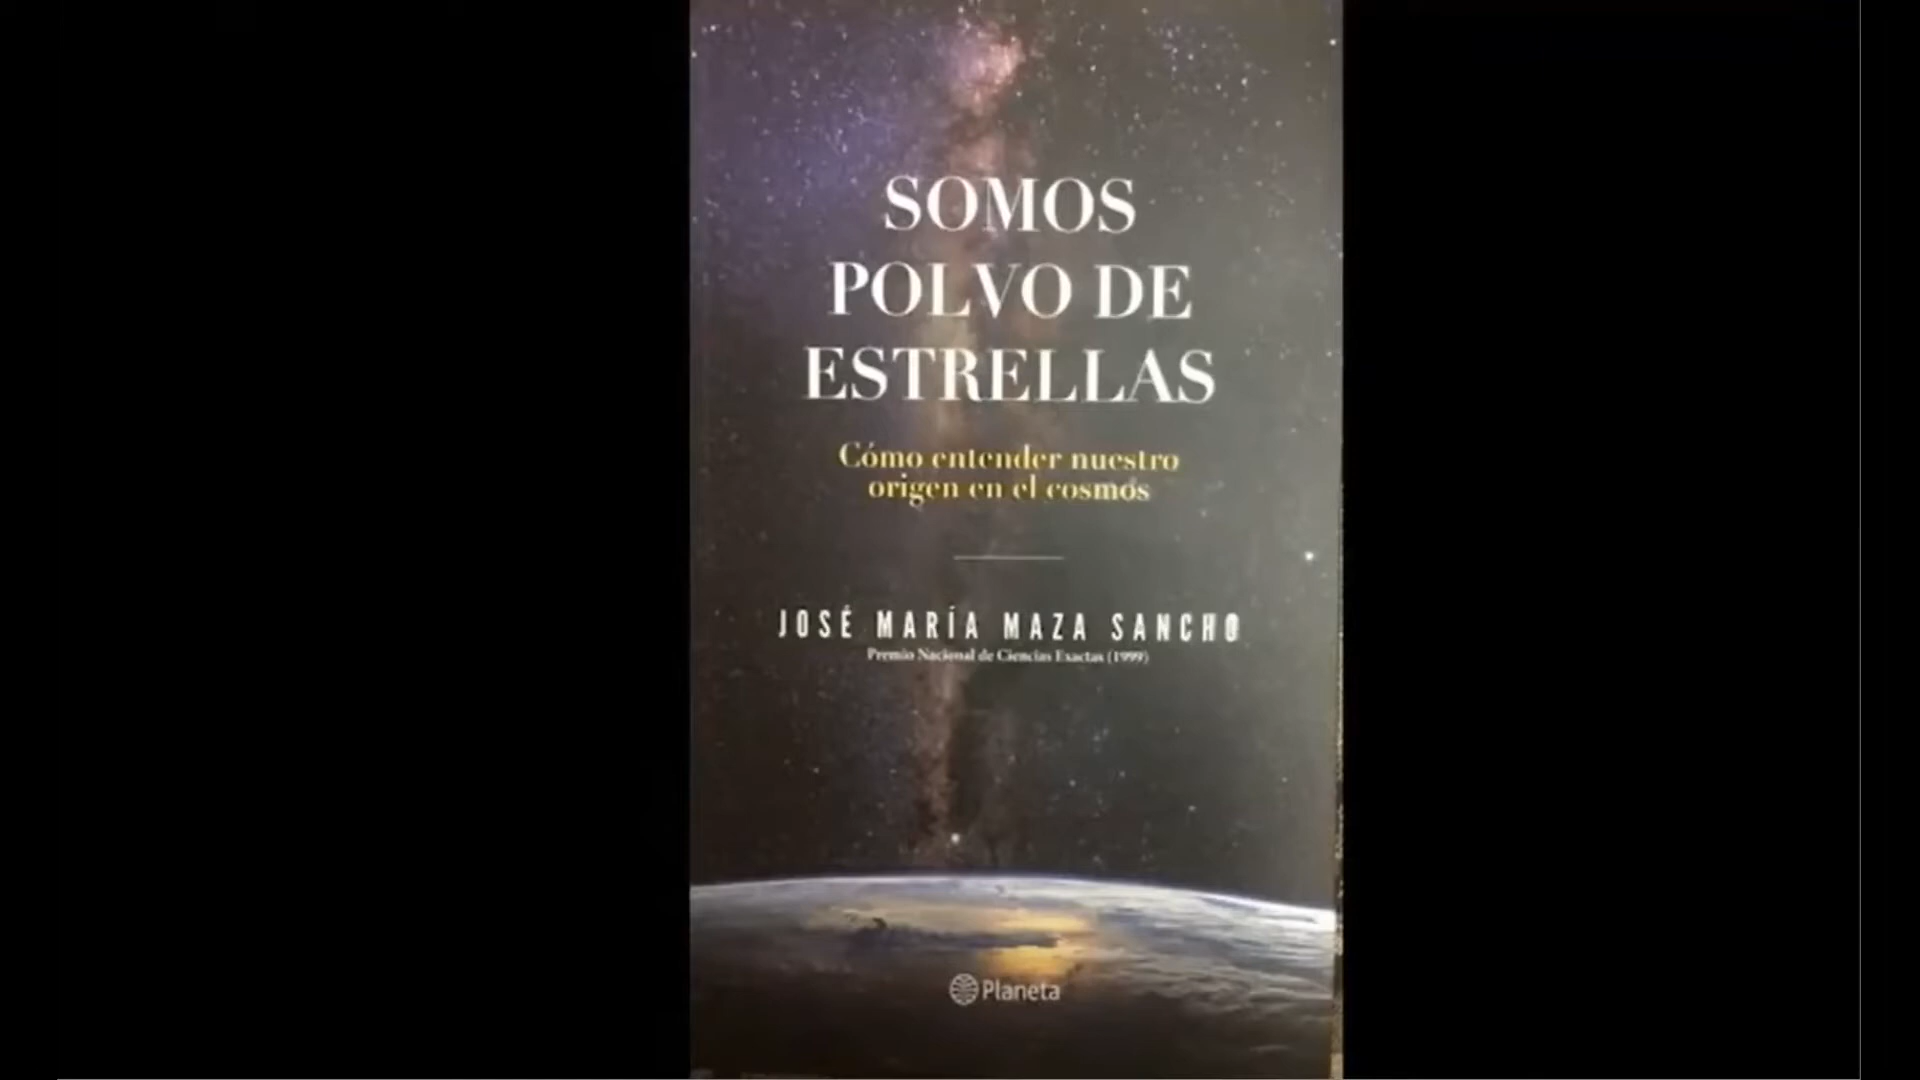 SOMOS
POLVO DE
ESTRELLAS
Cómo entender nuestro
origen en el cosmos
JOSÉ MARÍA MAZA SANCHO
Premio Nacional de Ciencias Exactas (1999)
Planeta